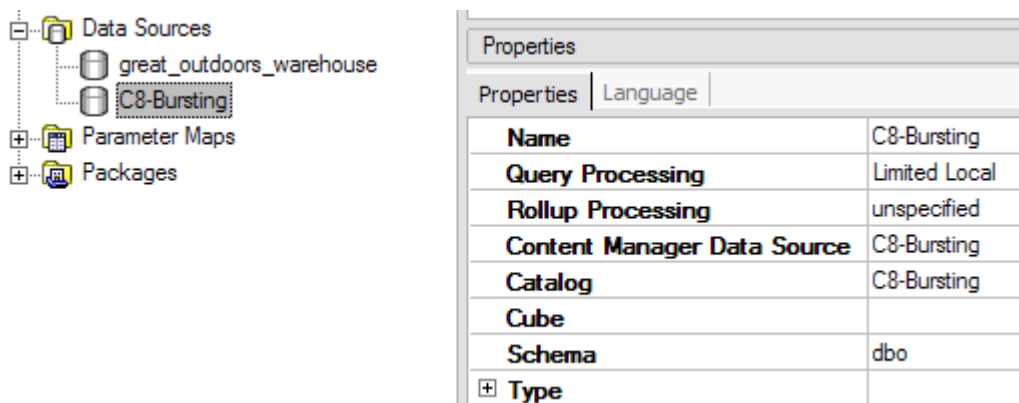 Data Sources
great_outdoors_warehouse
C8-Bursting
Parameter Maps
Packages
Properties
Properties Language
Name C8-Bursting
Query Processing Limited Local
Rollup Processing unspecified
Content Manager Data Source C8-Bursting
Catalog C8-Bursting
Cube
Schema dbo
Type